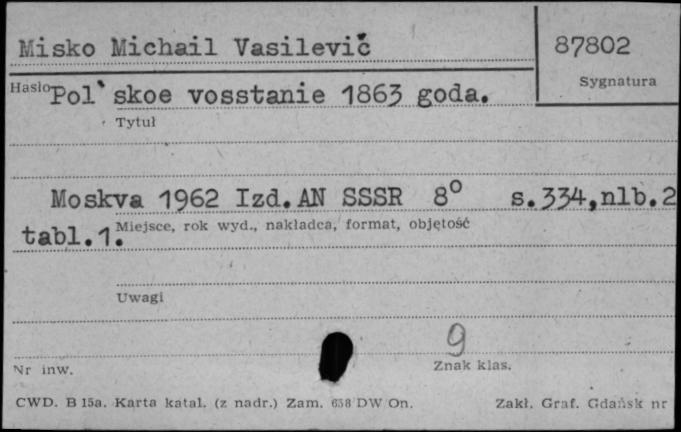 Misko Michail Vasilevič
87802
Sygnatura
Hasło
Pol' skoe vosstanie 1863 goda.
Tytuł
Moskva 1962 Izd.AN SSSR 8° s.334,nlb.2
tabl.1.
Miejsce, rok wyd., nakładca, format, objętość
Uwagi
9
Nr inw.
Znak klas.
CWD. B 15a. Karta katal. (z nadr.) Zam. 638 DW On.
Zakł. Graf. Gdańsk nr